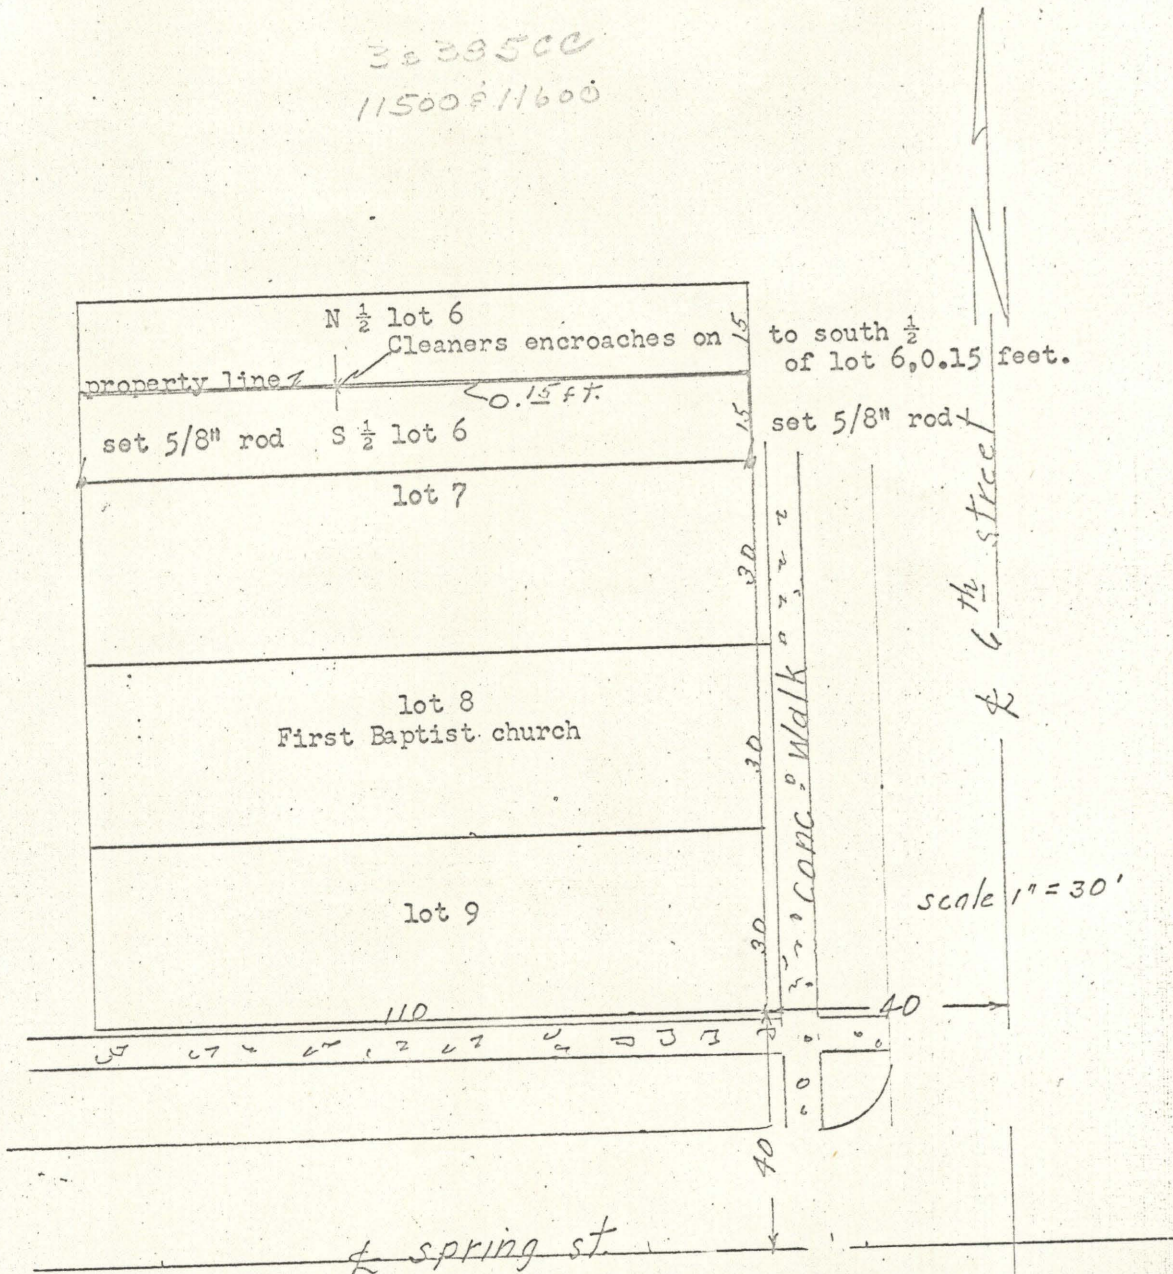 11500 & 11600
N
N ½ lot 6
Cleaners encroaches on
to south ½
of lot 6,0.15 feet.
15
property line
0.15 ft.
set 5/8" rod
S ½ lot 6
15
set 5/8" rod
lot 7
30
℄ 6th street
lot 8
First Baptist church
30
conc. Walk
lot 9
30
scale 1" = 30'
110
40
40
℄ spring st.